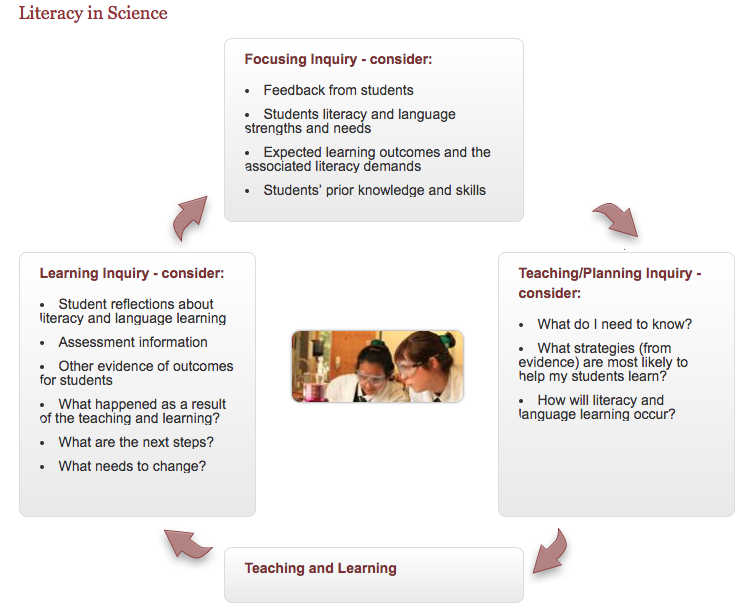 Literacy in Science
Focusing Inquiry - consider:
• Feedback from students
• Students literacy and language
strengths and needs
• Expected learning outcomes and the
associated literacy demands
• Students' prior knowledge and skills
Teaching/Planning Inquiry -
consider:
• What do I need to know?
• What strategies (from
evidence) are most likely to
help my students learn?
• How will literacy and
language learning occur?
Teaching and Learning
Learning Inquiry - consider:
• Student reflections about
literacy and language learning
• Assessment information
• Other evidence of outcomes
for students
• What happened as a result
of the teaching and learning?
• What are the next steps?
• What needs to change?